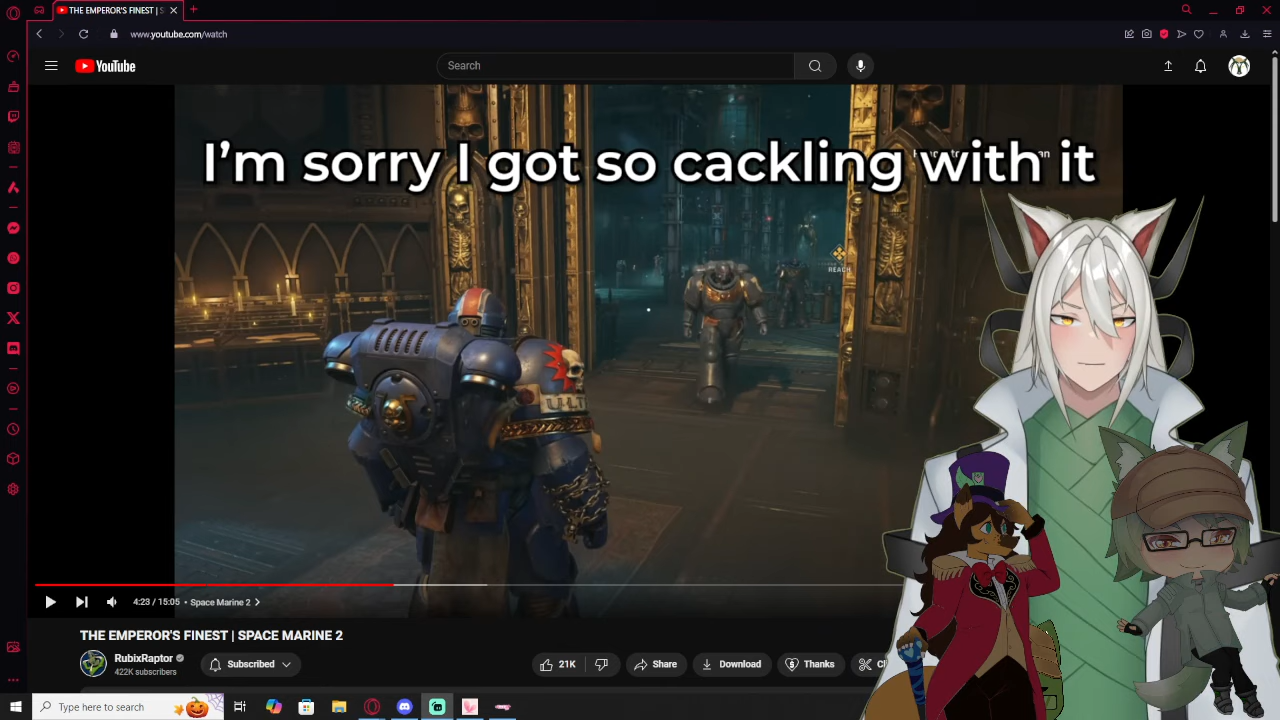 THE EMPEROR'S FINEST | S
www.youtube.com/watch
YouTube
Search
I'm sorry I got so cackling with it
REACH
ULT
4:23 / 15:05 • Space Marine 2
THE EMPEROR'S FINEST | SPACE MARINE 2
RubixRaptor
422K subscribers
Subscribed
21K
Share
Download
Thanks
Type here to search